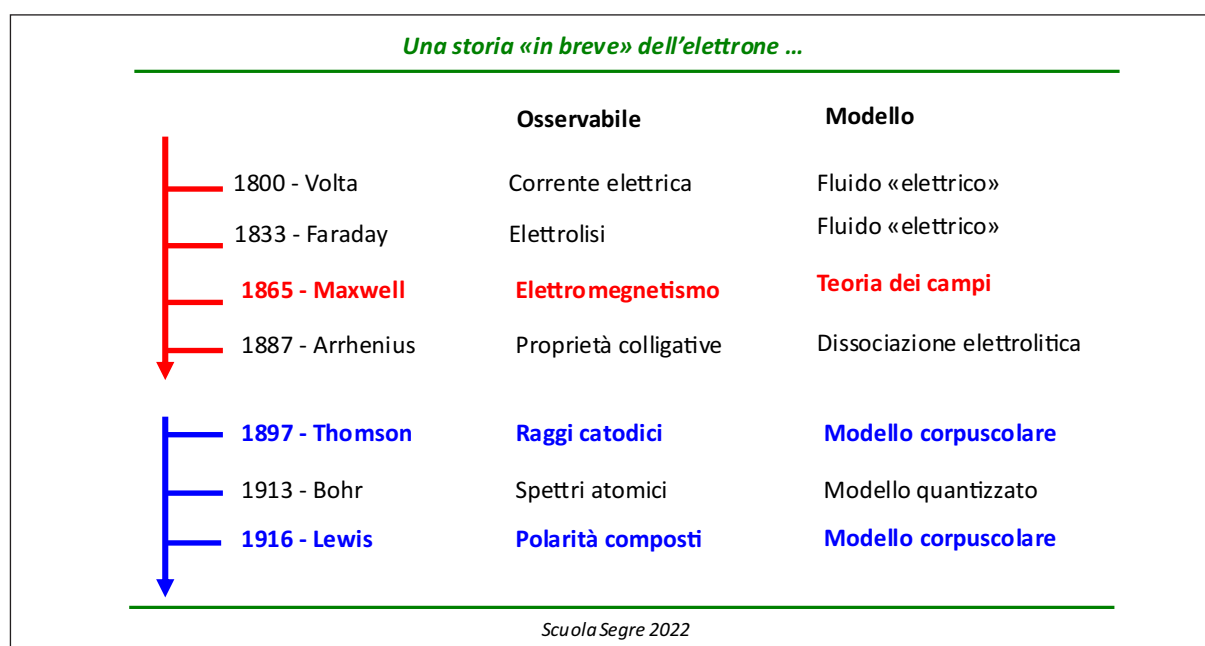 Una storia «in breve» dell'elettrone ...
Osservabile Modello
1800 - Volta Corrente elettrica Fluido «elettrico»
1833 - Faraday Elettrolisi Fluido «elettrico»
1865 - Maxwell Elettromegnetismo Teoria dei campi
1887 - Arrhenius Proprietà colligative Dissociazione elettrolitica
1897 - Thomson Raggi catodici Modello corpuscolare
1913 - Bohr Spettri atomici Modello quantizzato
1916 - Lewis Polarità composti Modello corpuscolare
Scuola Segre 2022